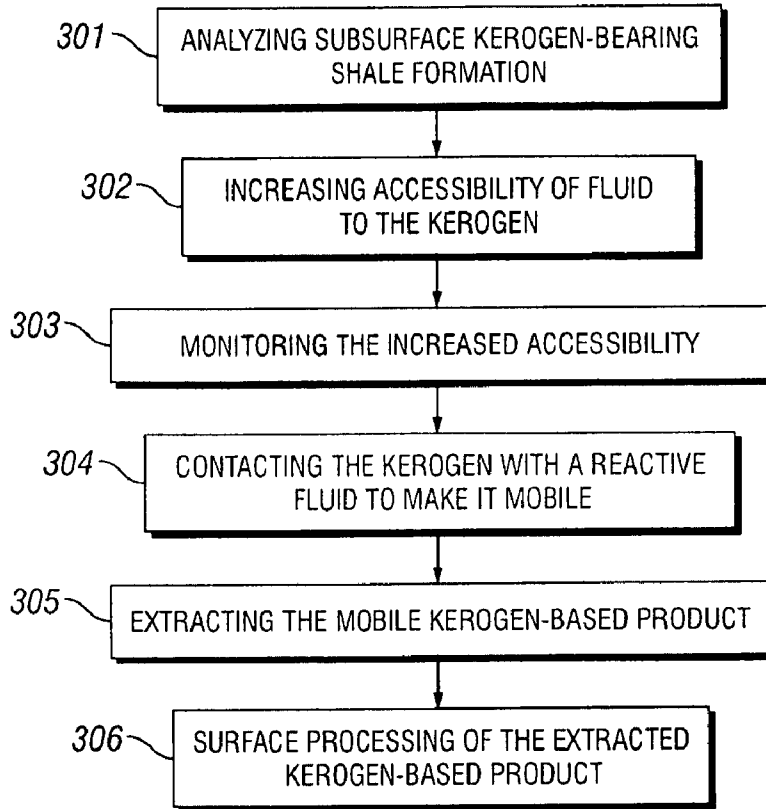 301
ANALYZING SUBSURFACE KEROGEN-BEARING
SHALE FORMATION
302
INCREASING ACCESSIBILITY OF FLUID
TO THE KEROGEN
303
MONITORING THE INCREASED ACCESSIBILITY
304
CONTACTING THE KEROGEN WITH A REACTIVE
FLUID TO MAKE IT MOBILE
305
EXTRACTING THE MOBILE KEROGEN-BASED PRODUCT
306
SURFACE PROCESSING OF THE EXTRACTED
KEROGEN-BASED PRODUCT